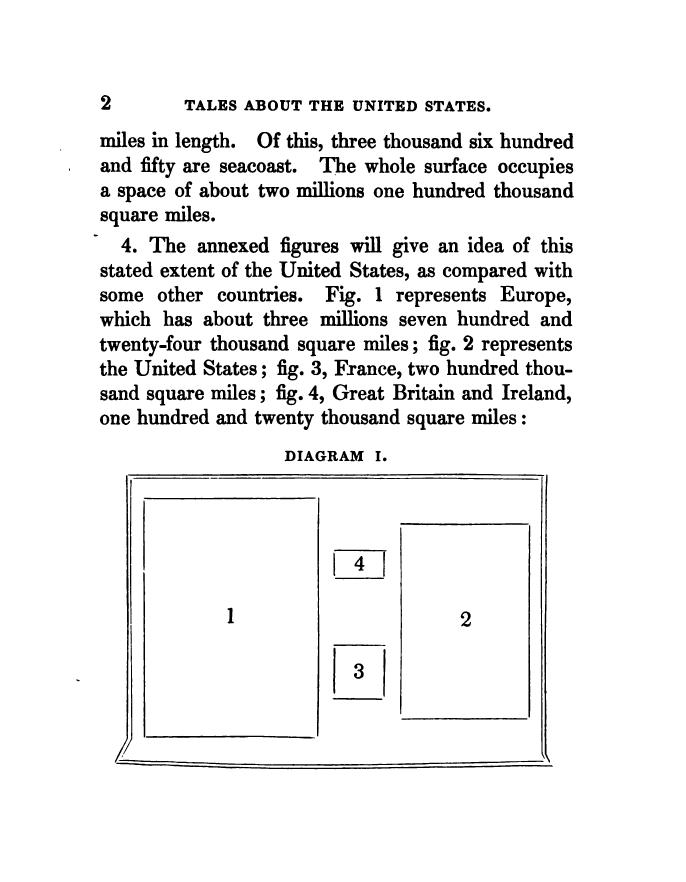 2 TALES ABOUT THE UNITED STATES.
miles in length. Of this, three thousand six hundred
and fifty are seacoast. The whole surface occupies
a space of about two millions one hundred thousand
square miles.
4. The annexed figures will give an idea of this
stated extent of the United States, as compared with
some other countries. Fig. 1 represents Europe,
which has about three millions seven hundred and
twenty-four thousand square miles; fig. 2 represents
the United States; fig. 3, France, two hundred thou-
sand square miles; fig. 4, Great Britain and Ireland,
one hundred and twenty thousand square miles:
DIAGRAM I.
4
1
2
3